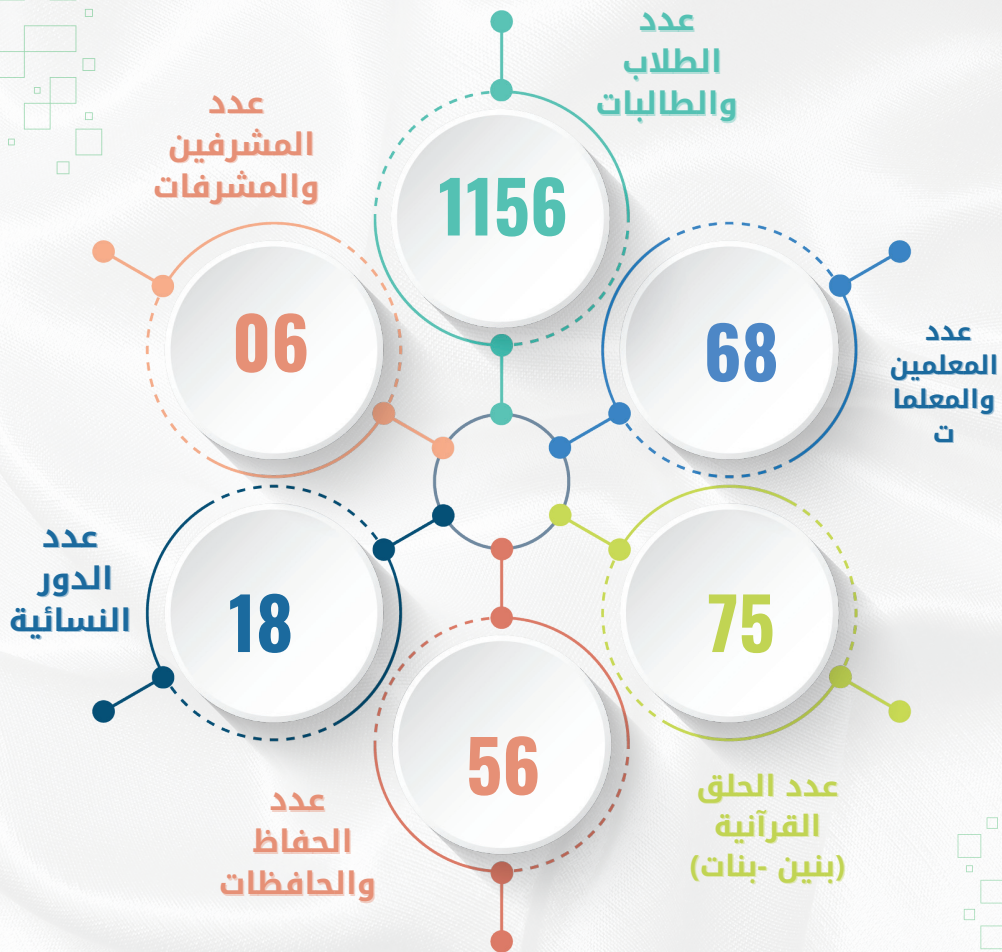 عدد
الطلاب
والطالبات
1156
عدد
المشرفين
والمشرفات
06
68
عدد
المعلمين
والمعلما
ت
18
عدد
الدور
النسائية
75
عدد الحلق
القرآنية
(بنين -بنات)
56
عدد
الحفاظ
والحافظات